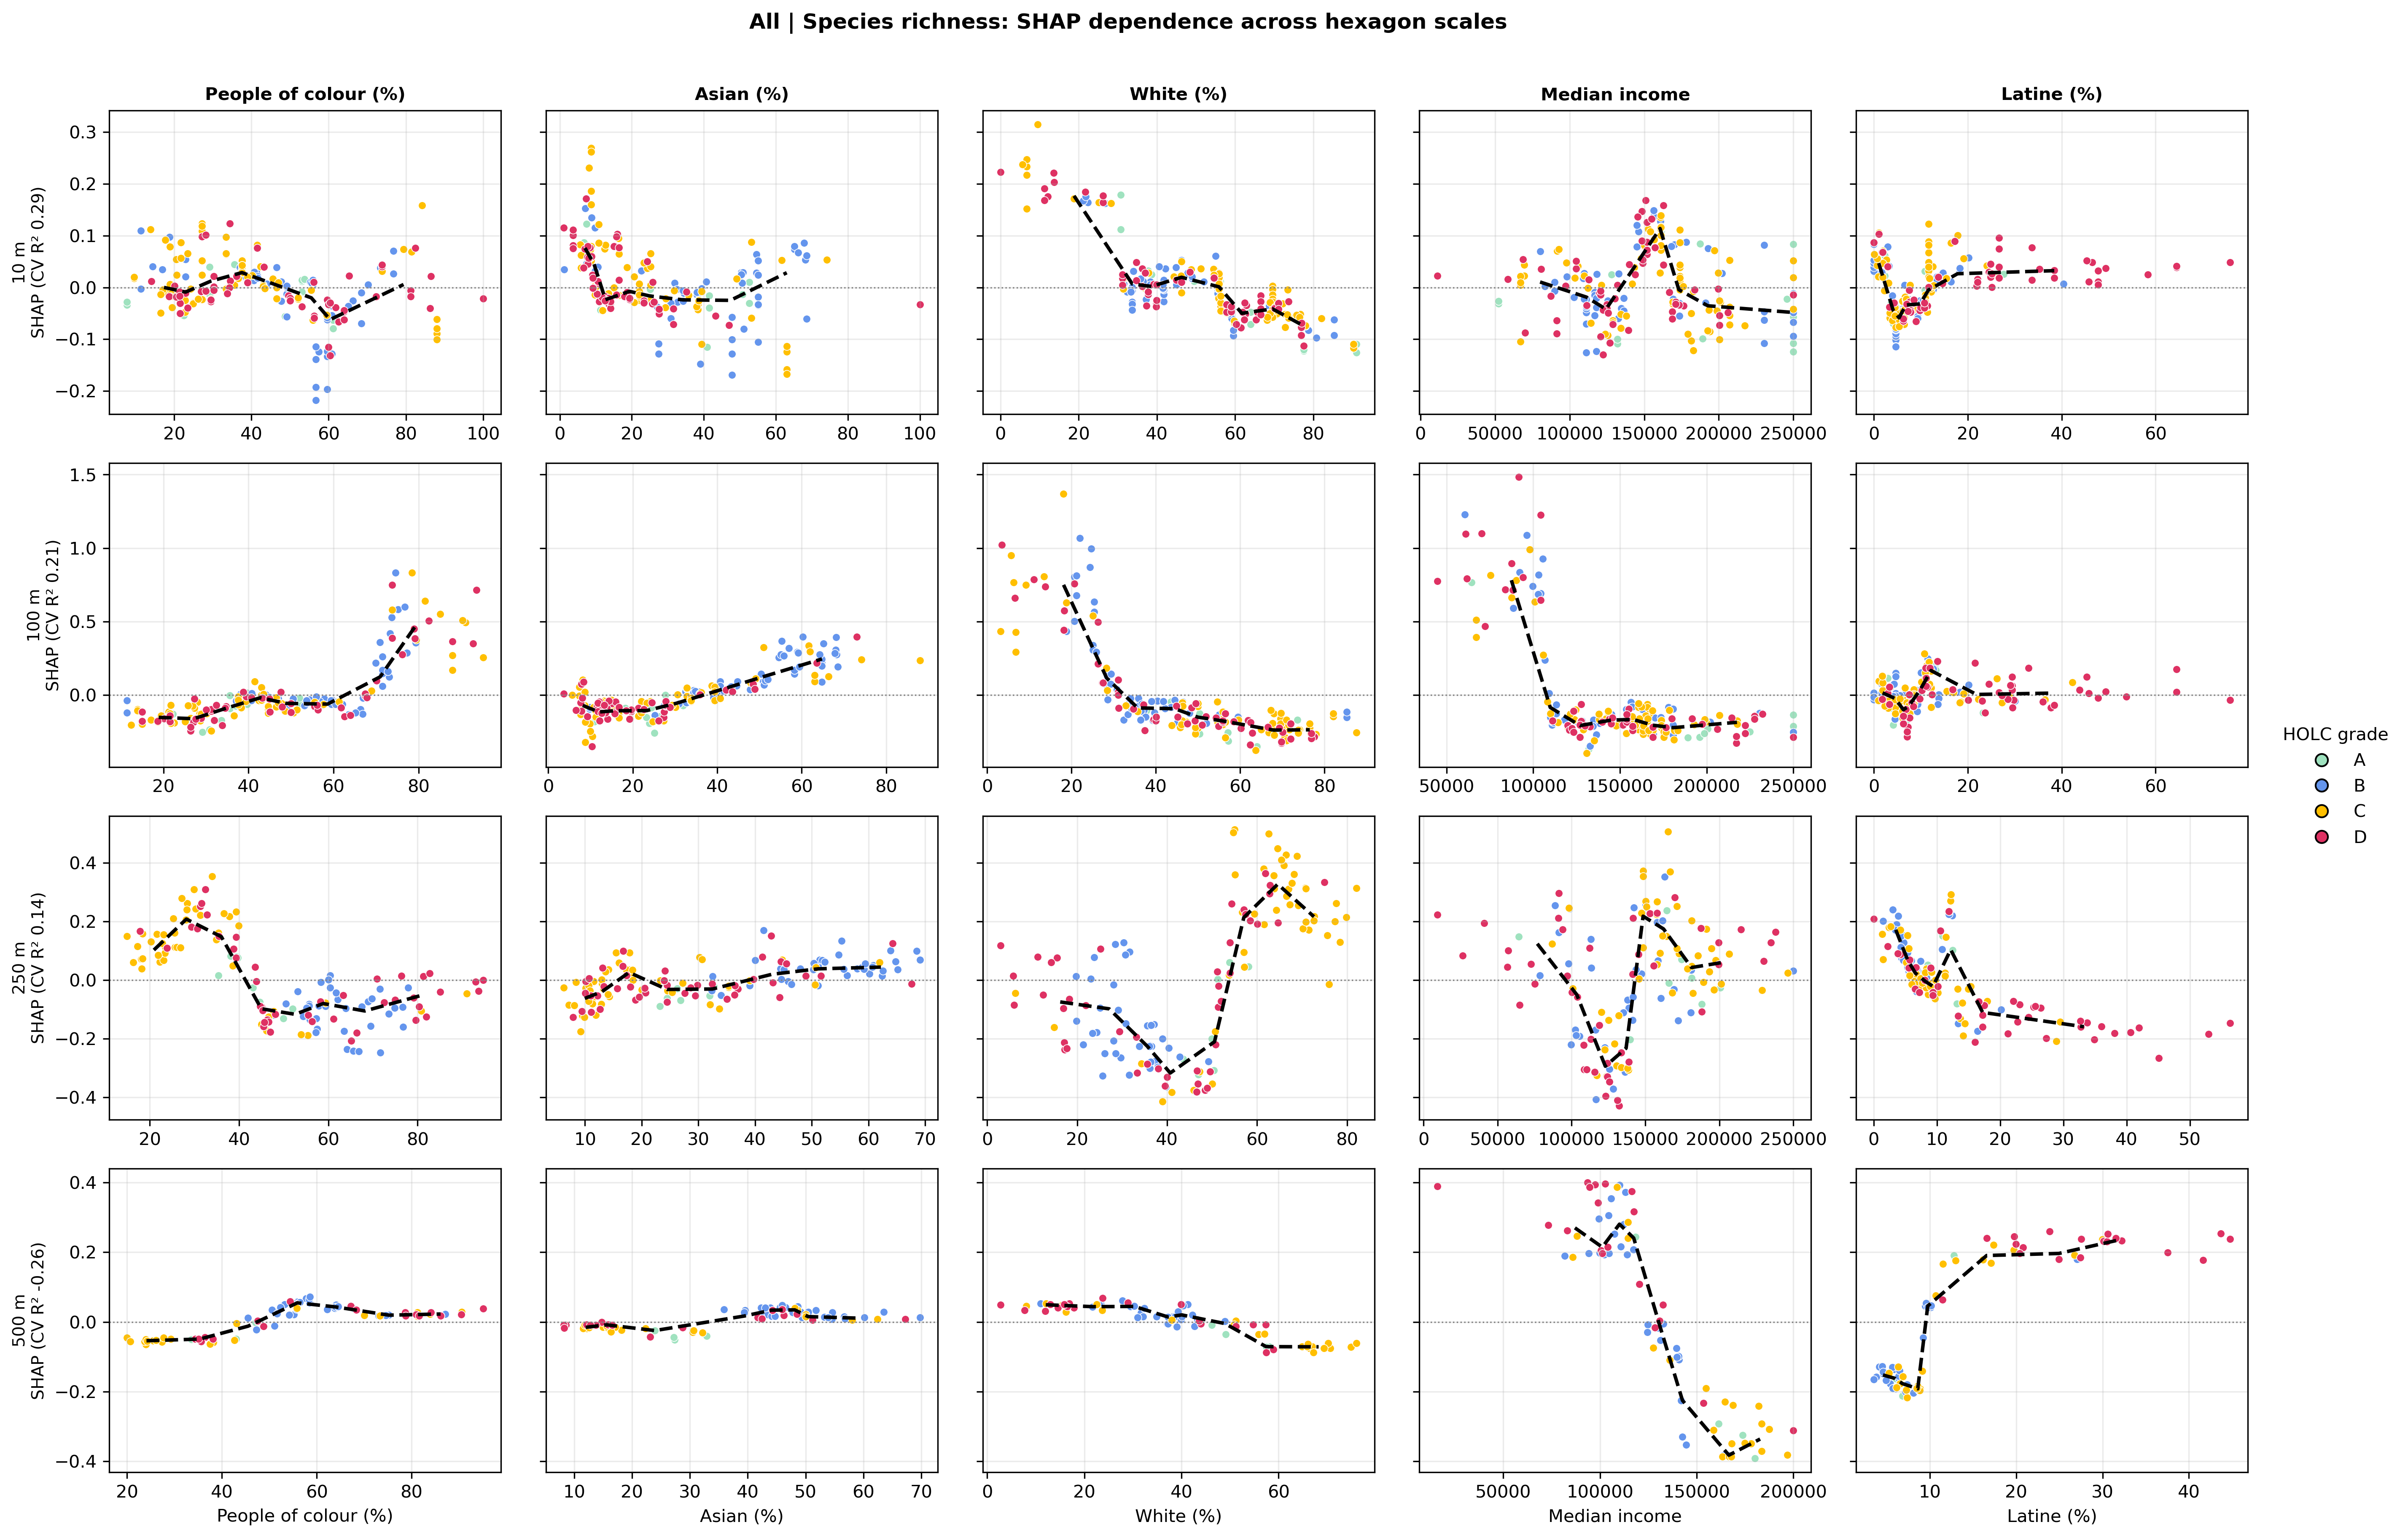 All | Species richness: SHAP dependence across hexagon scales
People of colour (%)
Asian (%)
White (%)
Median income
Latine (%)
10 m
SHAP (CV R² 0.29)
0.3
0.2
0.1
0.0
−0.1
−0.2
20 40 60 80 100
0 20 40 60 80 100
0 20 40 60 80
0 50000 100000 150000 200000 250000
0 20 40 60
100 m
SHAP (CV R² 0.21)
1.5
1.0
0.5
0.0
20 40 60 80
0 20 40 60 80
0 20 40 60 80
50000 100000 150000 200000 250000
0 20 40 60
HOLC grade
A
B
C
D
250 m
SHAP (CV R² 0.14)
0.4
0.2
0.0
−0.2
−0.4
20 40 60 80
10 20 30 40 50 60 70
0 20 40 60 80
0 50000 100000 150000 200000 250000
0 10 20 30 40 50
500 m
SHAP (CV R² -0.26)
0.4
0.2
0.0
−0.2
−0.4
20 40 60 80 100
10 20 30 40 50 60 70
0 20 40 60
50000 100000 150000 200000
10 20 30 40
People of colour (%)
Asian (%)
White (%)
Median income
Latine (%)